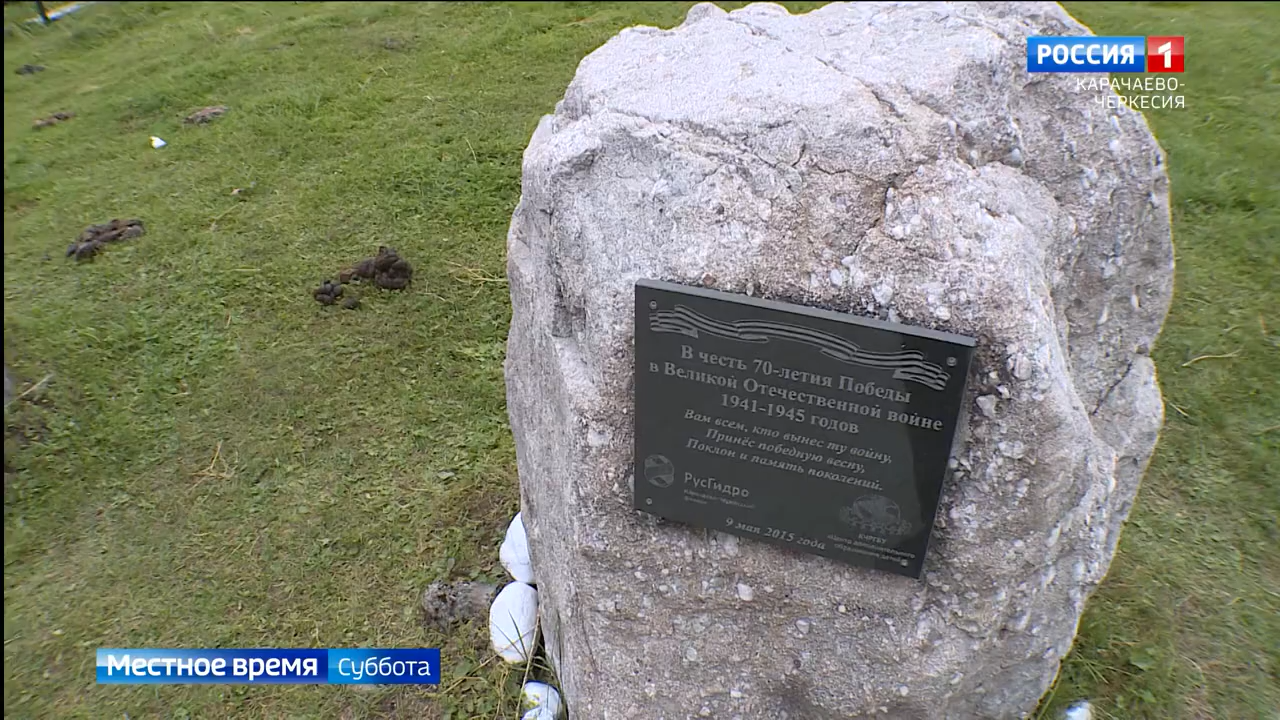 РОССИЯ 1
КАРАЧАЕВО-
ЧЕРКЕСИЯ
В честь 70-летия Победы
в Великой Отечественной войне
1941-1945 годов
Вам всем, кто вынес ту войну,
Принёс победную весну,
Поклон и память поколений.
РусГидро
9 мая 2015 года
Местное время Суббота